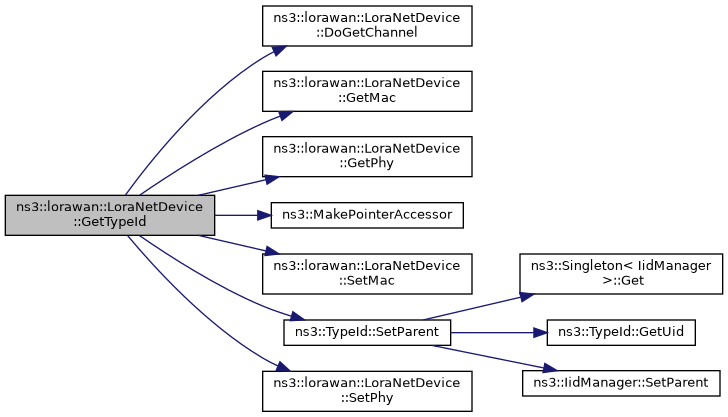 ns3::lorawan::LoraNetDevice
::GetTypeId
ns3::lorawan::LoraNetDevice
::DoGetChannel
ns3::lorawan::LoraNetDevice
::GetMac
ns3::lorawan::LoraNetDevice
::GetPhy
ns3::MakePointerAccessor
ns3::lorawan::LoraNetDevice
::SetMac
ns3::TypeId::SetParent
ns3::lorawan::LoraNetDevice
::SetPhy
ns3::Singleton< IidManager
>::Get
ns3::TypeId::GetUid
ns3::IidManager::SetParent